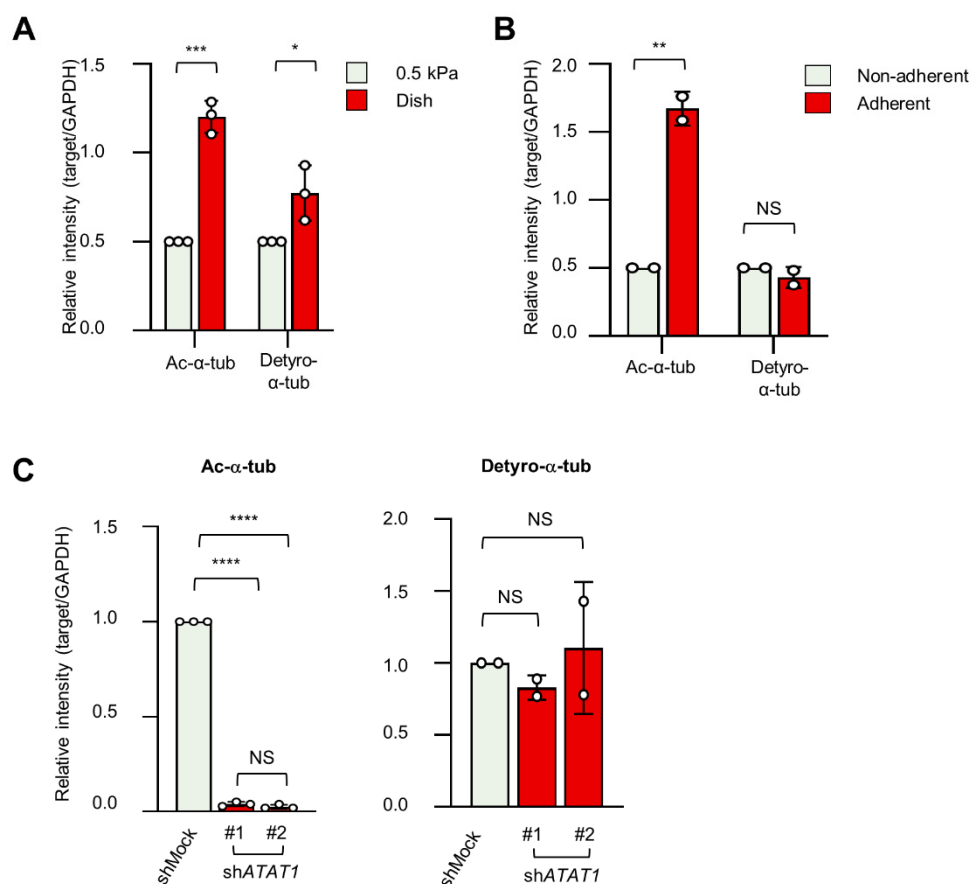 A
Relative intensity (target/GAPDH)
1.5
1.0
0.5
0.0
***
*
0.5 kPa
Dish
Ac-α-tub
Detyro-
α-tub
B
Relative intensity (target/GAPDH)
2.0
1.5
1.0
0.5
0.0
**
NS
Non-adherent
Adherent
Ac-α-tub
Detyro-
α-tub
C
Ac-α-tub
Relative intensity (target/GAPDH)
1.5
1.0
0.5
0.0
****
****
NS
shMock
#1 #2
shATAT1
Detyro-α-tub
2.0
1.5
1.0
0.5
0.0
NS
NS
shMock
#1 #2
shATAT1